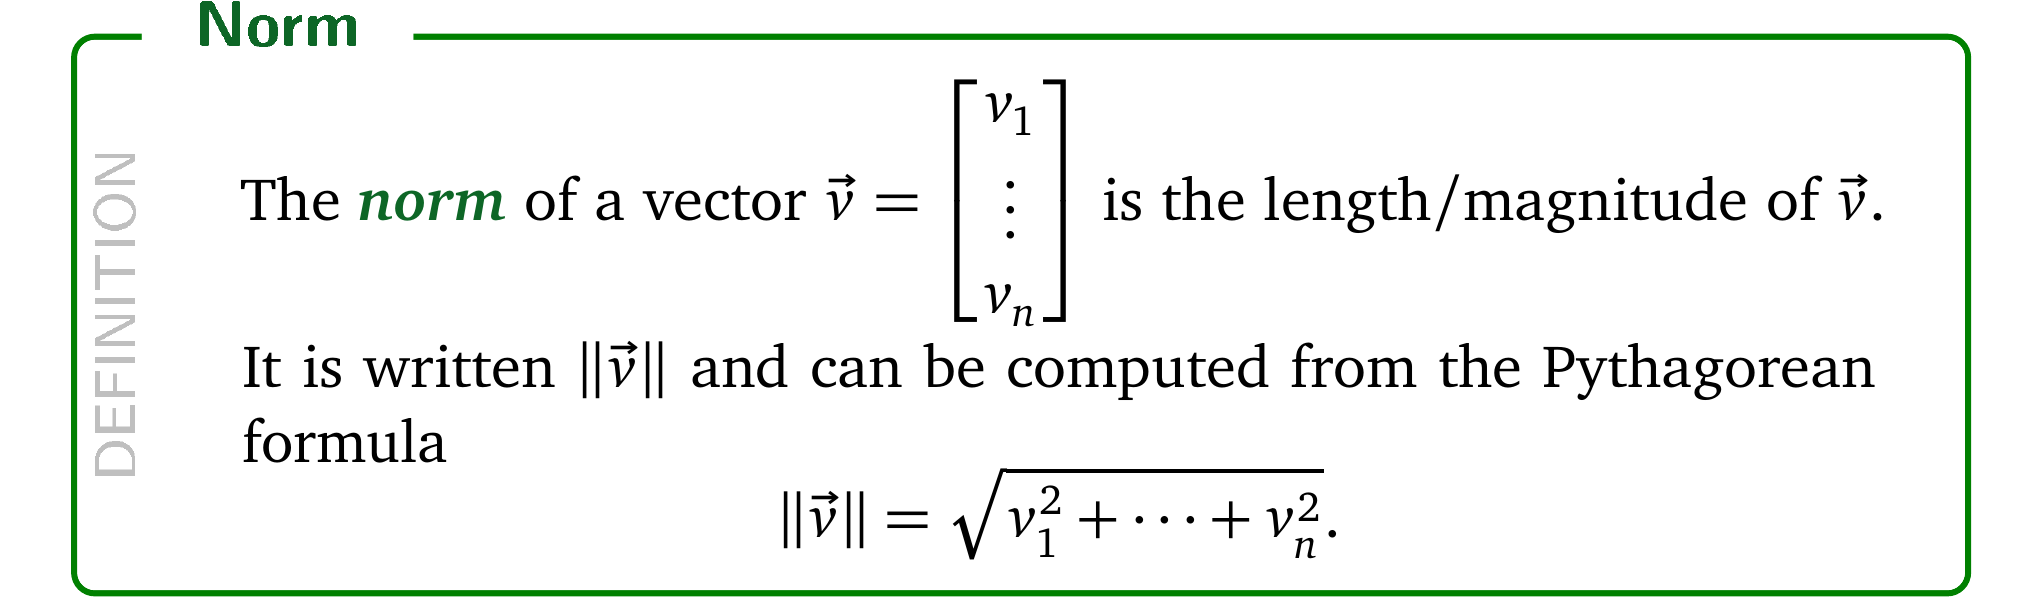 Norm
DEFINITION
The norm of a vector $\vec{v} = \begin{bmatrix} v_1 \\ \vdots \\ v_n \end{bmatrix}$ is the length/magnitude of $\vec{v}$.
It is written $\|\vec{v}\|$ and can be computed from the Pythagorean
formula
$\|\vec{v}\| = \sqrt{v_1^2 + \cdots + v_n^2}.$